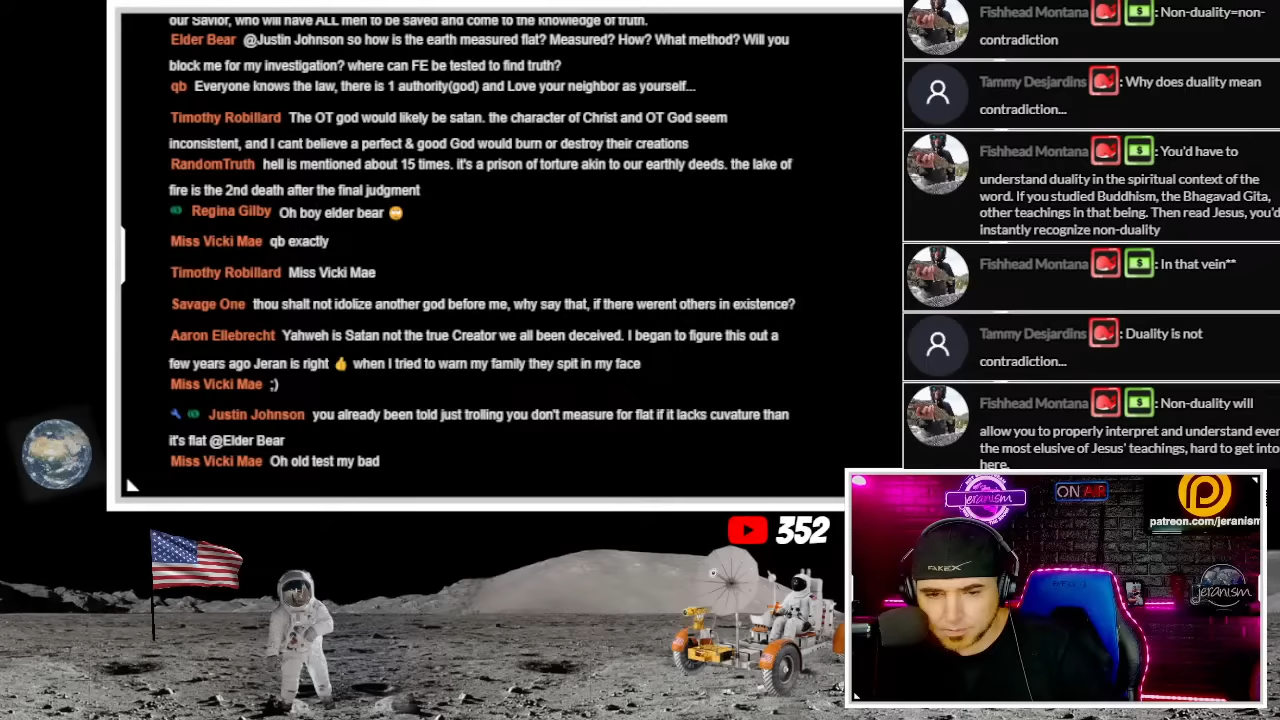 our Savior, who will have ALL men to be saved and come to the knowledge of truth.
Elder Bear @Justin Johnson so how is the earth measured flat? Measured? How? What method? Will you
block me for my investigation? where can FE be tested to find truth?
qb Everyone knows the law, there is 1 authority(god) and Love your neighbor as yourself...
Timothy Robillard The OT god would likely be satan. the character of Christ and OT God seem
inconsistent, and I cant believe a perfect & good God would burn or destroy their creations
RandomTruth hell is mentioned about 15 times. it's a prison of torture akin to our earthly deeds. the lake of
fire is the 2nd death after the final judgment
Regina Gilby Oh boy elder bear 🙄
Miss Vicki Mae qb exactly
Timothy Robillard Miss Vicki Mae
Savage One thou shalt not idolize another god before me, why say that, if there werent others in existence?
Aaron Ellebrecht Yahweh is Satan not the true Creator we all been deceived. I began to figure this out a
few years ago Jeran is right 👍 when I tried to warn my family they spit in my face
Miss Vicki Mae ;)
Justin Johnson you already been told just trolling you don't measure for flat if it lacks cuvature than
it's flat @Elder Bear
Miss Vicki Mae Oh old test my bad
Fishhead Montana $: Non-duality=non-
contradiction
Tammy Desjardins : Why does duality mean
contradiction...
Fishhead Montana $: You'd have to
understand duality in the spiritual context of the
word. If you studied Buddhism, the Bhagavad Gita,
other teachings in that being. Then read Jesus, you'd
instantly recognize non-duality
Fishhead Montana $: In that vein**
Tammy Desjardins : Duality is not
contradiction...
Fishhead Montana $: Non-duality will
allow you to properly interpret and understand even
the most elusive of Jesus' teachings, hard to get into
here.
352
jeranism
ON AIR
patreon.com/jeranism
FAKEX
jeranism